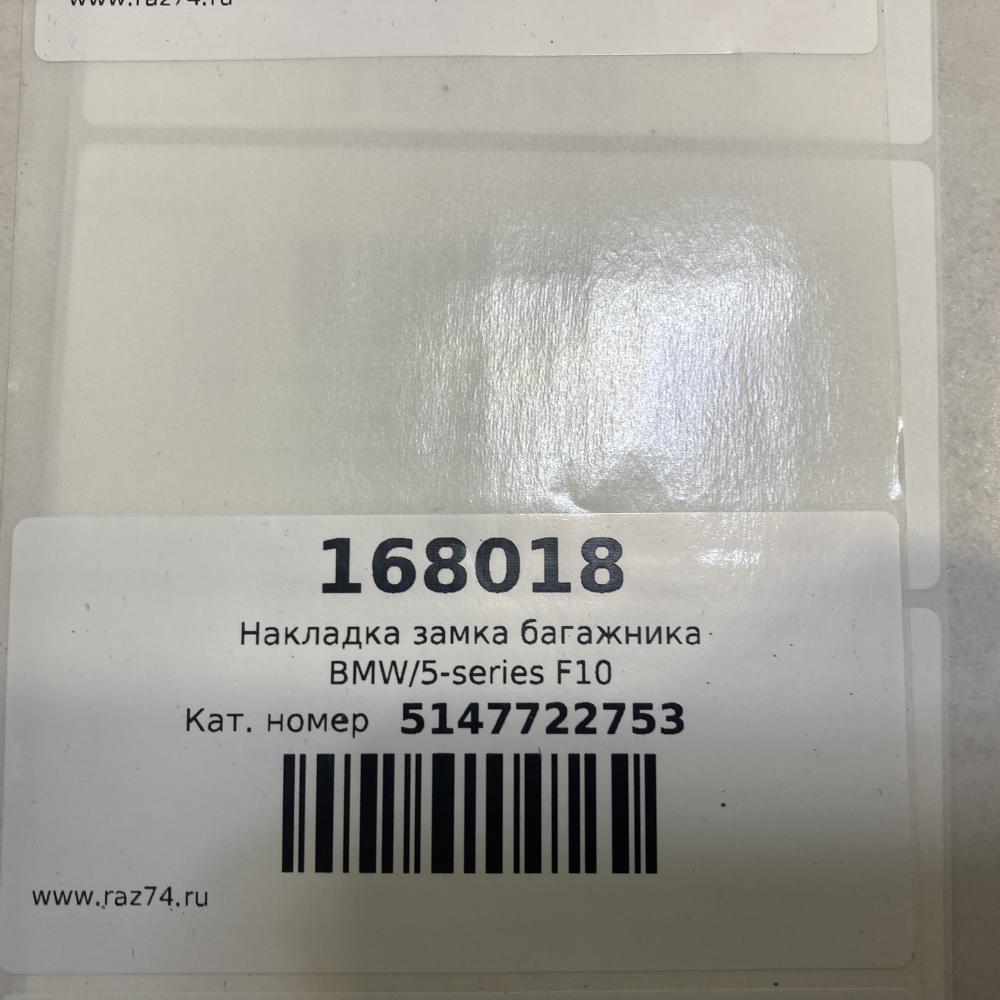 www.raz74.ru
168018
Накладка замка багажника
BMW/5-series F10
Кат. номер 5147722753
www.raz74.ru